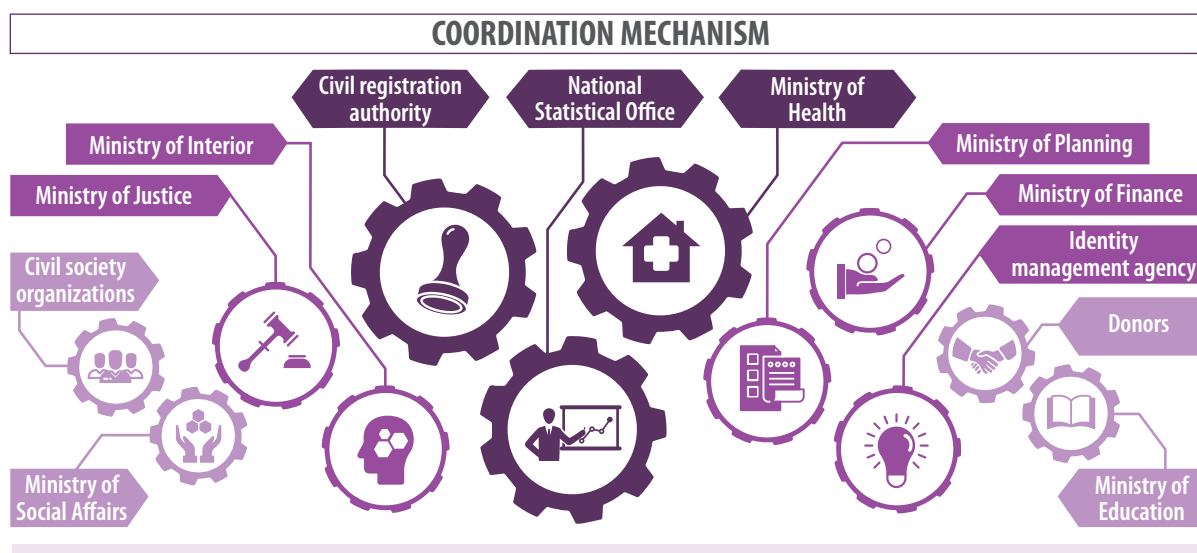 COORDINATION MECHANISM
Civil registration
authority
National
Statistical Office
Ministry of
Health
Ministry of Interior
Ministry of Planning
Ministry of Justice
Ministry of Finance
Civil society
organizations
Identity
management agency
Donors
Ministry of
Social Affairs
Ministry of
Education